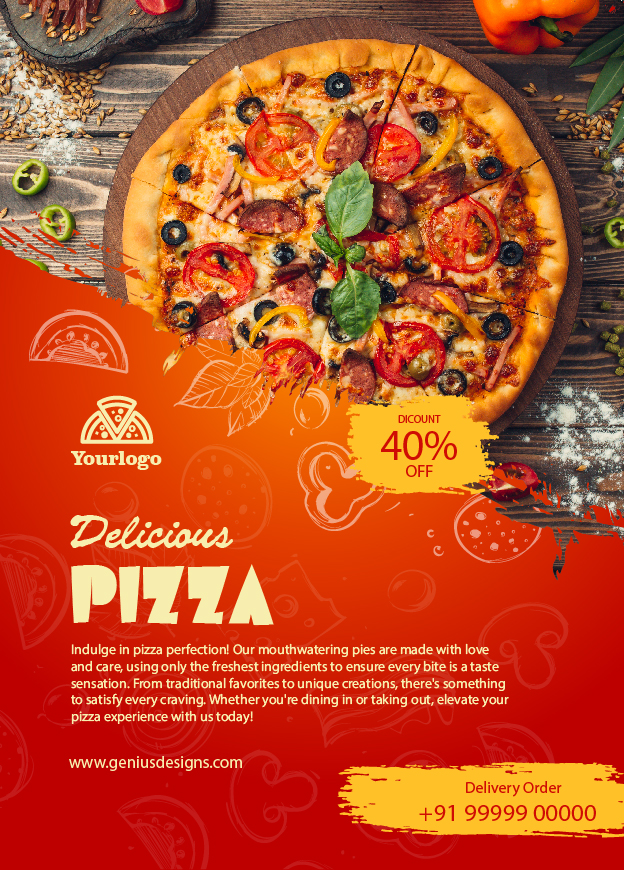 DICOUNT
40%
OFF
Yourlogo
Delicious
PIZZA
Indulge in pizza perfection! Our mouthwatering pies are made with love
and care, using only the freshest ingredients to ensure every bite is a taste
sensation. From traditional favorites to unique creations, there's something
to satisfy every craving. Whether you're dining in or taking out, elevate your
pizza experience with us today!
www.geniusdesigns.com
Delivery Order
+91 99999 00000